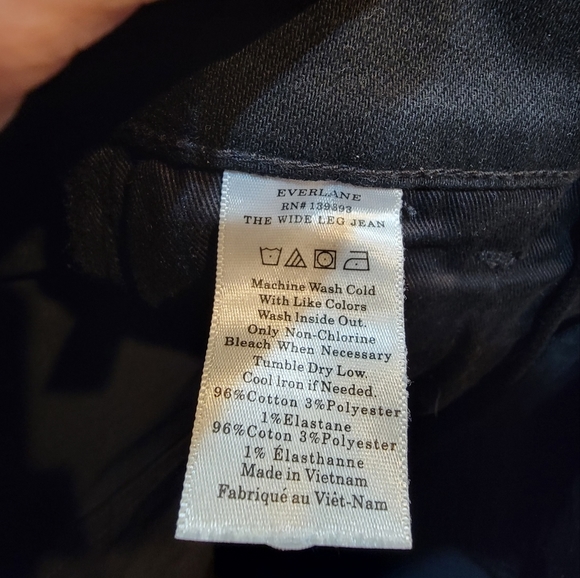 EVERLANE
RN# 139893
THE WIDE LEG JEAN
Machine Wash Cold
With Like Colors
Wash Inside Out.
Only Non-Chlorine
Bleach When Necessary
Tumble Dry Low.
Cool Iron if Needed.
96%Cotton 3%Polyester
1%Elastane
96%Coton 3%Polyester
1% Élasthanne
Made in Vietnam
Fabriqué au Viêt-Nam